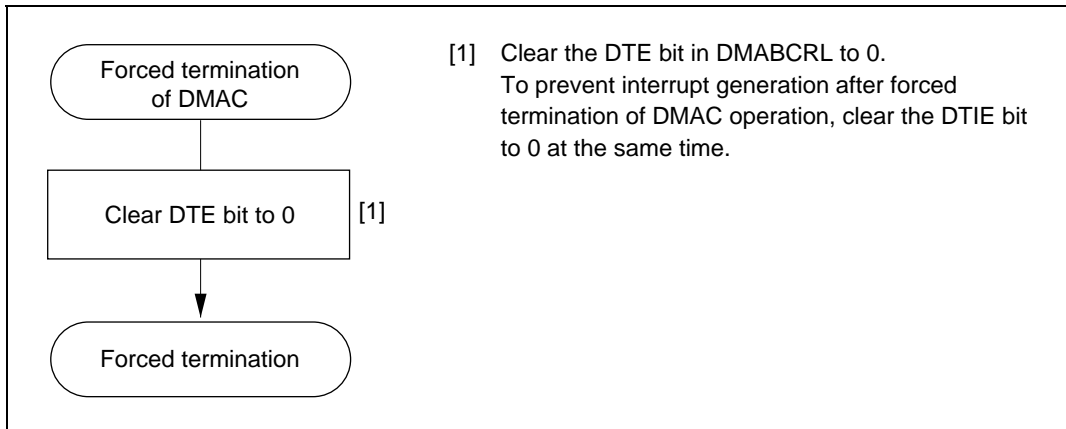 Forced termination
of DMAC
Clear DTE bit to 0
[1]
Forced termination
[1] Clear the DTE bit in DMABCRL to 0.
To prevent interrupt generation after forced
termination of DMAC operation, clear the DTIE bit
to 0 at the same time.